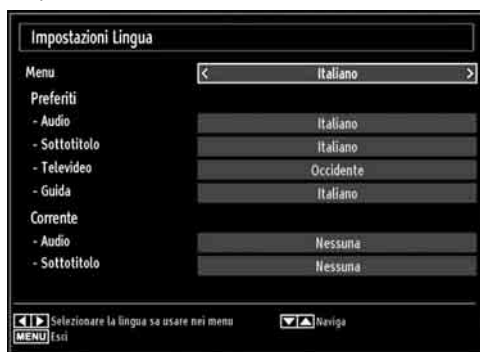 Impostazioni Lingua
Menu < Italiano >
Preferiti
- Audio Italiano
- Sottotitolo Italiano
- Televideo Occidente
- Guida Italiano
Corrente
- Audio Nessuna
- Sottotitolo Nessuna
Selezionare la lingua sa usare nei menu Naviga
MENU Esci